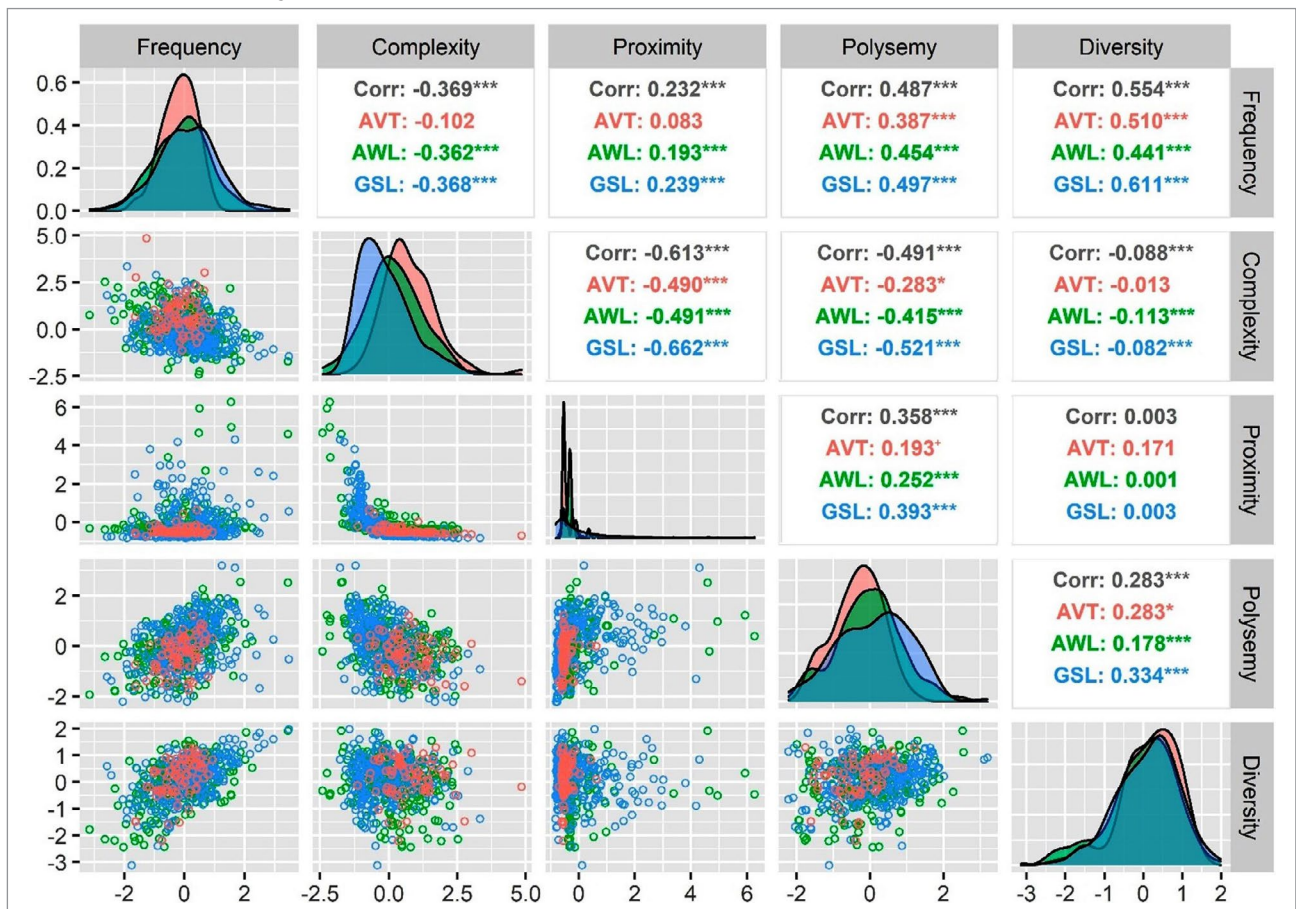 Frequency Complexity Proximity Polysemy Diversity
0.6
0.4
0.2
0.0
Corr: -0.369***
AVT: -0.102
AWL: -0.362***
GSL: -0.368***
Corr: 0.232***
AVT: 0.083
AWL: 0.193***
GSL: 0.239***
Corr: 0.487***
AVT: 0.387***
AWL: 0.454***
GSL: 0.497***
Corr: 0.554***
AVT: 0.510***
AWL: 0.441***
GSL: 0.611***
Frequency
5.0
2.5
0.0
-2.5
Corr: -0.613***
AVT: -0.490***
AWL: -0.491***
GSL: -0.662***
Corr: -0.491***
AVT: -0.283*
AWL: -0.415***
GSL: -0.521***
Corr: -0.088***
AVT: -0.013
AWL: -0.113***
GSL: -0.082***
Complexity
6
4
2
0
Corr: 0.358***
AVT: 0.193+
AWL: 0.252***
GSL: 0.393***
Corr: 0.003
AVT: 0.171
AWL: 0.001
GSL: 0.003
Proximity
2
0
-2
Corr: 0.283***
AVT: 0.283*
AWL: 0.178***
GSL: 0.334***
Polysemy
2
1
0
-1
-2
-3
Diversity
-2 0 2
-2.5 0.0 2.5 5.0
0 2 4 6
-2 0 2
-3 -2 -1 0 1 2